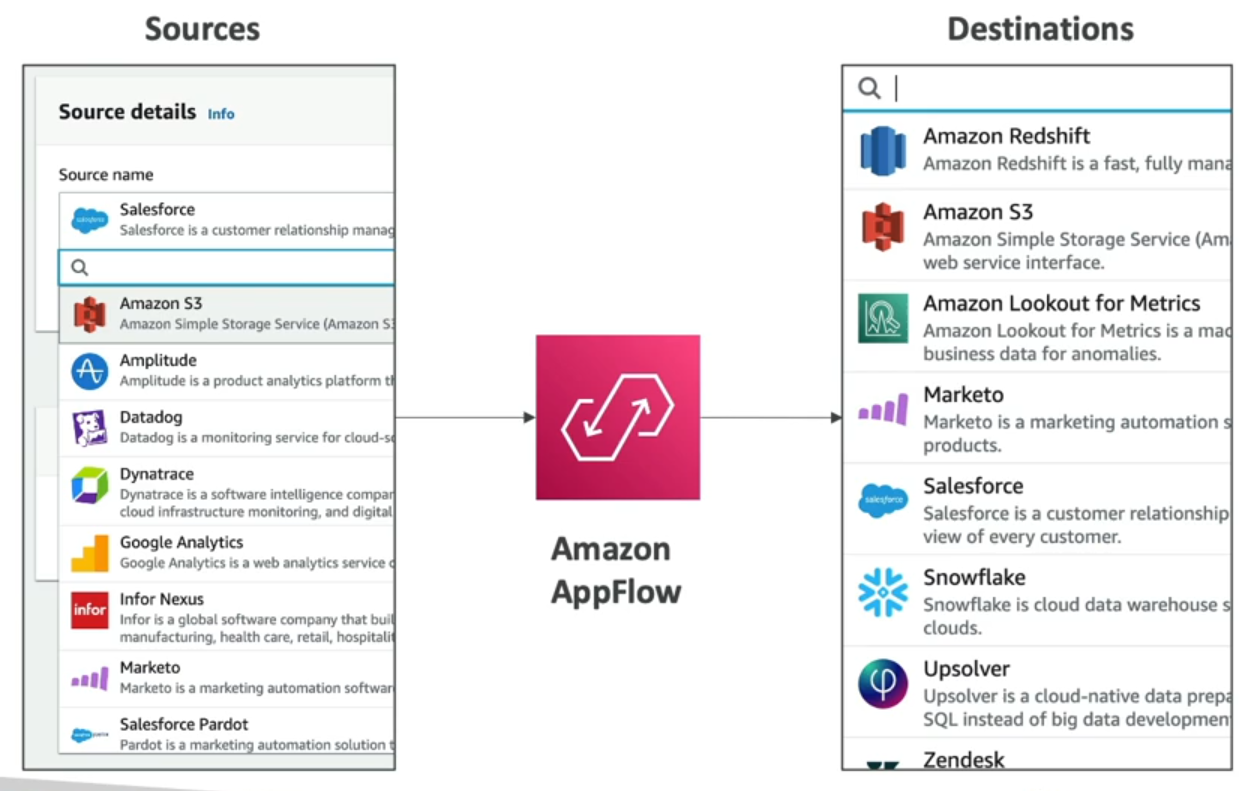 Sources
Source details Info
Source name
Salesforce
Salesforce is a customer relationship manag
Amazon S3
Amazon Simple Storage Service (Amazon S3
Amplitude
Amplitude is a product analytics platform th
Datadog
Datadog is a monitoring service for cloud-sc
Dynatrace
Dynatrace is a software intelligence compan
cloud infrastructure monitoring, and digital
Google Analytics
Google Analytics is a web analytics service
infor
Infor Nexus
Infor is a global software company that buil
manufacturing, health care, retail, hospitalit
Marketo
Marketo is a marketing automation softwar
Salesforce Pardot
Pardot is a marketing automation solution t
Amazon
AppFlow
Destinations
Amazon Redshift
Amazon Redshift is a fast, fully mana
Amazon S3
Amazon Simple Storage Service (Am
web service interface.
Amazon Lookout for Metrics
Amazon Lookout for Metrics is a mac
business data for anomalies.
Marketo
Marketo is a marketing automation s
products.
salesforce
Salesforce
Salesforce is a customer relationship
view of every customer.
Snowflake
Snowflake is cloud data warehouse s
clouds.
Upsolver
Upsolver is a cloud-native data prepa
SQL instead of big data developmen
Zendesk